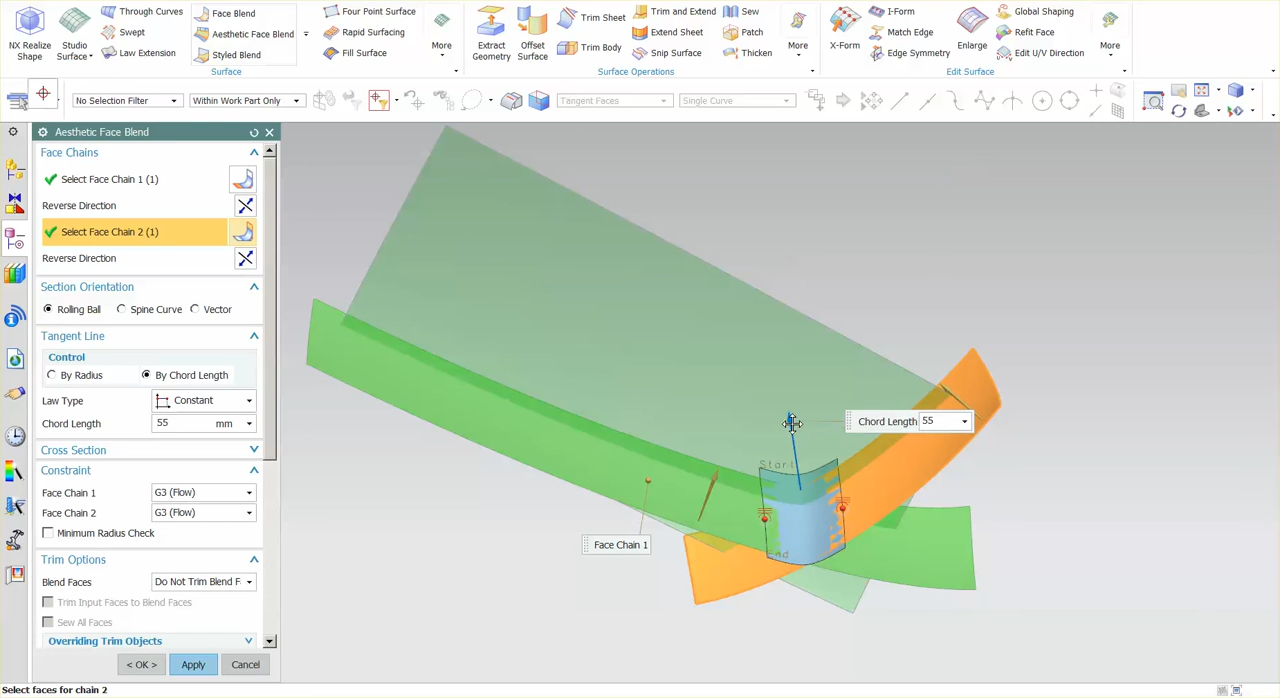 NX Realize Shape
Studio Surface
Through Curves
Swept
Law Extension
Face Blend
Aesthetic Face Blend
Styled Blend
Four Point Surface
Rapid Surfacing
Fill Surface
More
Surface
Extract Geometry
Offset Surface
Trim Sheet
Trim Body
Trim and Extend
Extend Sheet
Snip Surface
Sew
Patch
Thicken
More
Surface Operations
X-Form
I-Form
Match Edge
Edge Symmetry
Enlarge
Global Shaping
Refit Face
Edit U/V Direction
More
Edit Surface
No Selection Filter
Within Work Part Only
Tangent Faces
Single Curve
Aesthetic Face Blend
Face Chains
Select Face Chain 1 (1)
Reverse Direction
Select Face Chain 2 (1)
Reverse Direction
Section Orientation
Rolling Ball Spine Curve Vector
Tangent Line
Control
By Radius By Chord Length
Law Type Constant
Chord Length 55 mm
Cross Section
Constraint
Face Chain 1 G3 (Flow)
Face Chain 2 G3 (Flow)
Minimum Radius Check
Trim Options
Blend Faces Do Not Trim Blend F
Trim Input Faces to Blend Faces
Sew All Faces
Overriding Trim Objects
< OK > Apply Cancel
Chord Length 55
Start
End
Face Chain 1
Select faces for chain 2